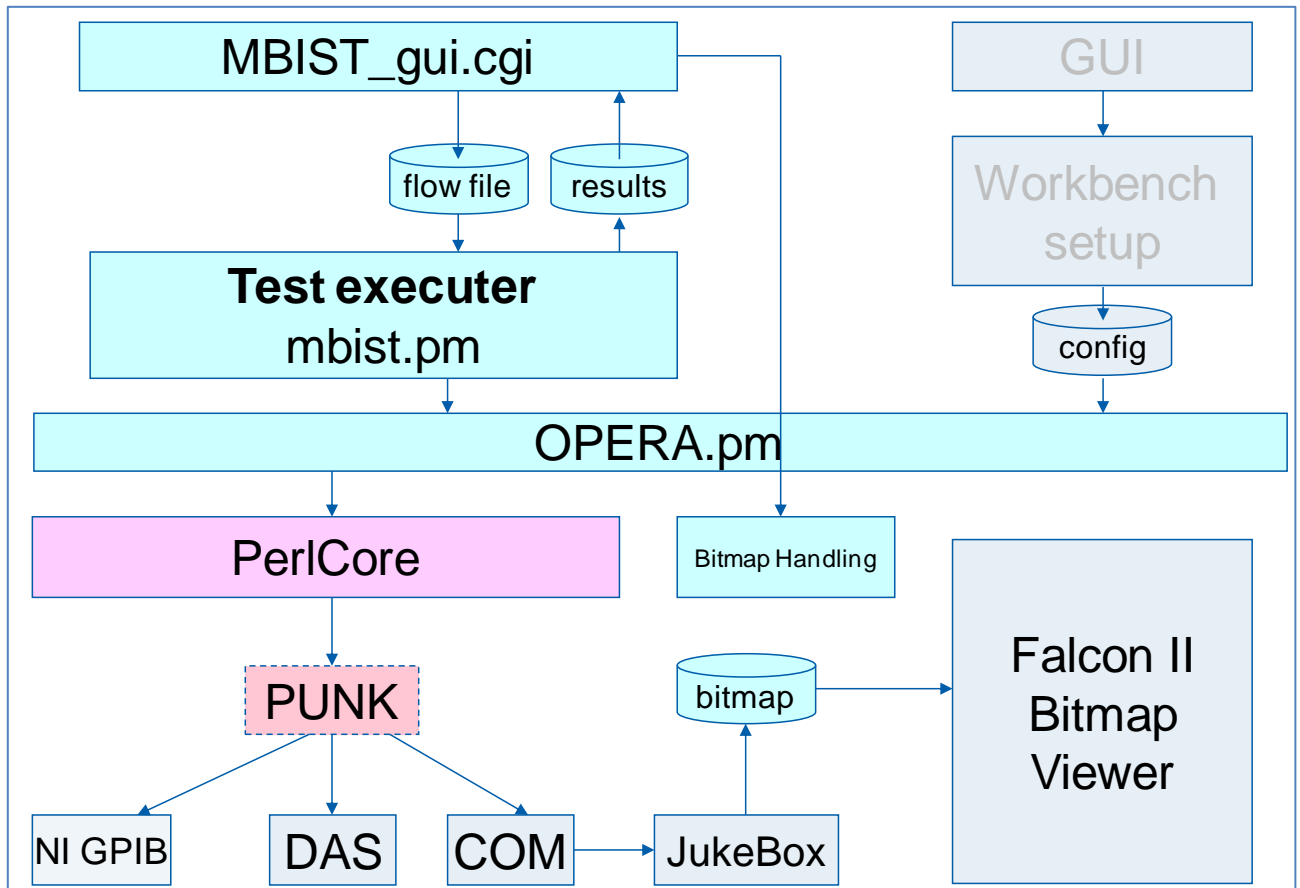 MBIST_gui.cgi
GUI
flow file
results
Workbench
setup
Test executer
mbist.pm
config
OPERA.pm
PerlCore
Bitmap Handling
Falcon II
Bitmap
Viewer
PUNK
bitmap
NI GPIB
DAS
COM
JukeBox